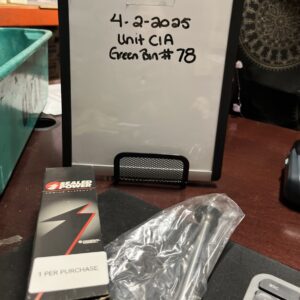 4-2-2025
Unit C1A
Green Bin # 78
SEALED
POWER
1 PER PURCHASE